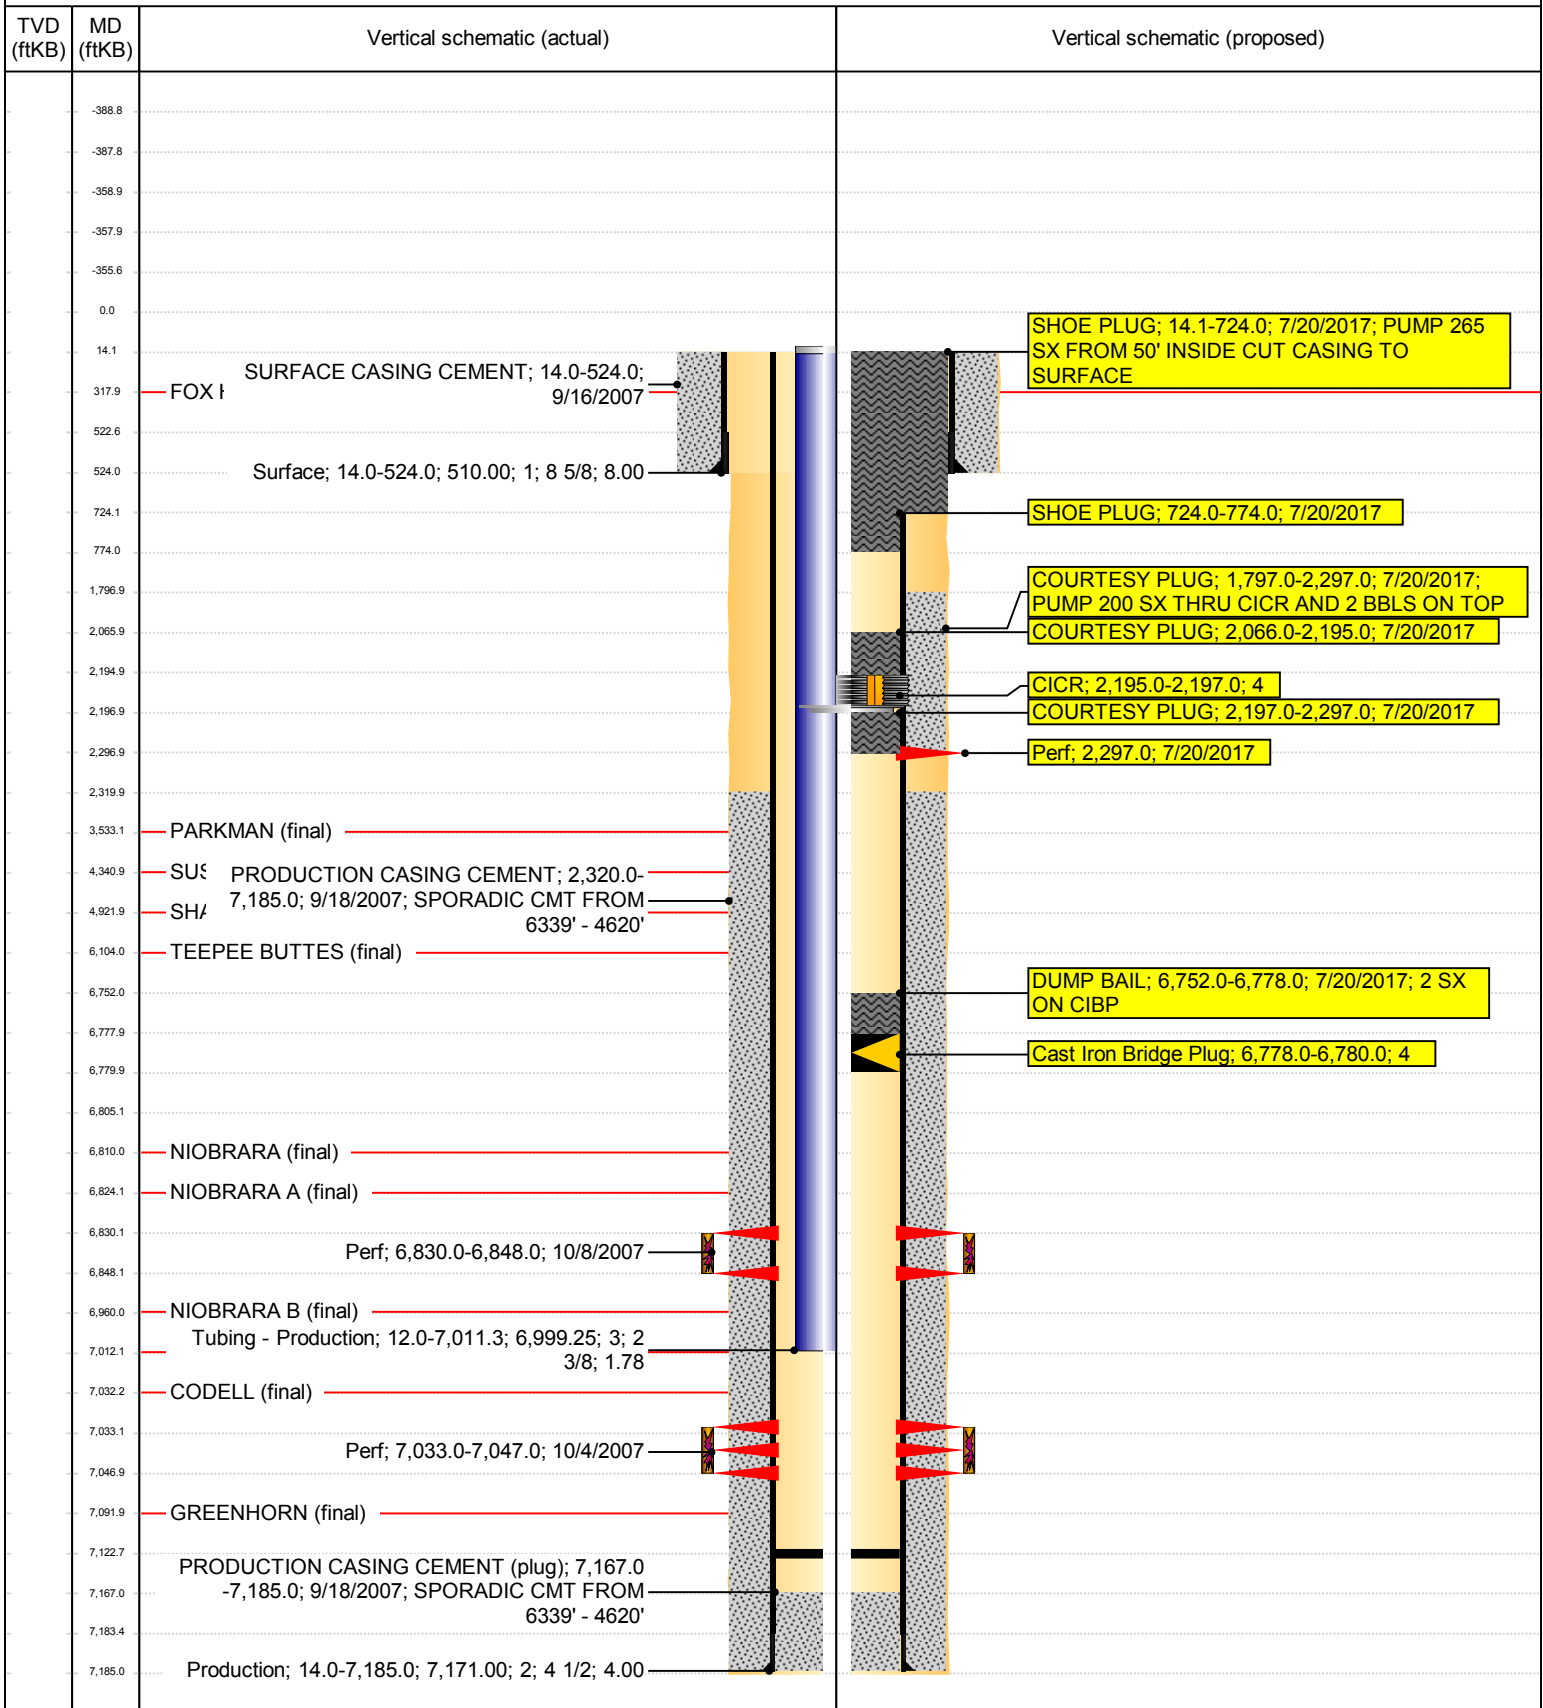 TVD (ftKB)
MD (ftKB)
Vertical schematic (actual)
Vertical schematic (proposed)
-388.8
-387.8
-358.9
-357.9
-355.6
0.0
14.1
317.9
522.6
524.0
724.1
774.0
1,796.9
2,065.9
2,194.9
2,196.9
2,296.9
2,319.9
3,533.1
4,340.9
4,921.9
6,104.0
6,752.0
6,777.9
6,779.9
6,805.1
6,810.0
6,824.1
6,830.1
6,848.1
6,960.0
7,012.1
7,032.2
7,033.1
7,046.9
7,091.9
7,122.7
7,167.0
7,183.4
7,185.0
SURFACE CASING CEMENT; 14.0-524.0;
9/16/2007
FOX
Surface; 14.0-524.0; 510.00; 1; 8 5/8; 8.00
PARKMAN (final)
SUS
PRODUCTION CASING CEMENT; 2,320.0-
7,185.0; 9/18/2007; SPORADIC CMT FROM
6339' - 4620'
SHA
TEEPEE BUTTES (final)
NIOBRARA (final)
NIOBRARA A (final)
Perf; 6,830.0-6,848.0; 10/8/2007
NIOBRARA B (final)
Tubing - Production; 12.0-7,011.3; 6,999.25; 3; 2
3/8; 1.78
CODELL (final)
Perf; 7,033.0-7,047.0; 10/4/2007
GREENHORN (final)
PRODUCTION CASING CEMENT (plug); 7,167.0
-7,185.0; 9/18/2007; SPORADIC CMT FROM
6339' - 4620'
Production; 14.0-7,185.0; 7,171.00; 2; 4 1/2; 4.00
SHOE PLUG; 14.1-724.0; 7/20/2017; PUMP 265
SX FROM 50' INSIDE CUT CASING TO
SURFACE
SHOE PLUG; 724.0-774.0; 7/20/2017
COURTESY PLUG; 1,797.0-2,297.0; 7/20/2017;
PUMP 200 SX THRU CICR AND 2 BBLS ON TOP
COURTESY PLUG; 2,066.0-2,195.0; 7/20/2017
CICR; 2,195.0-2,197.0; 4
COURTESY PLUG; 2,197.0-2,297.0; 7/20/2017
Perf; 2,297.0; 7/20/2017
DUMP BAIL; 6,752.0-6,778.0; 7/20/2017; 2 SX
ON CIBP
Cast Iron Bridge Plug; 6,778.0-6,780.0; 4